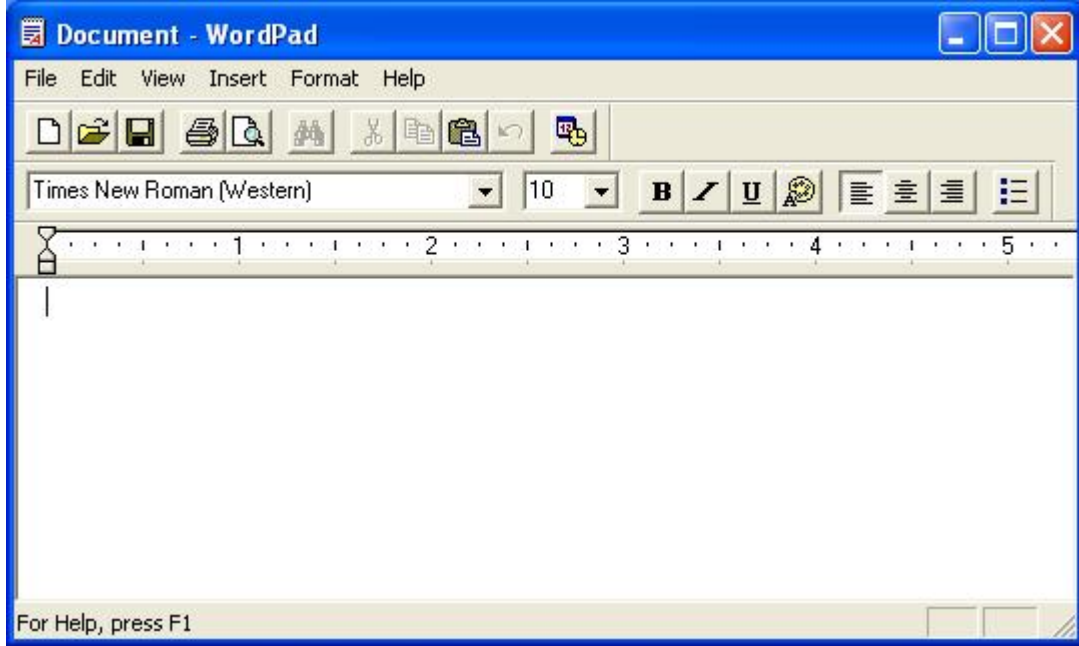 Document - WordPad
File Edit View Insert Format Help
Times New Roman (Western) 10 B I U
1 2 3 4 5
For Help, press F1